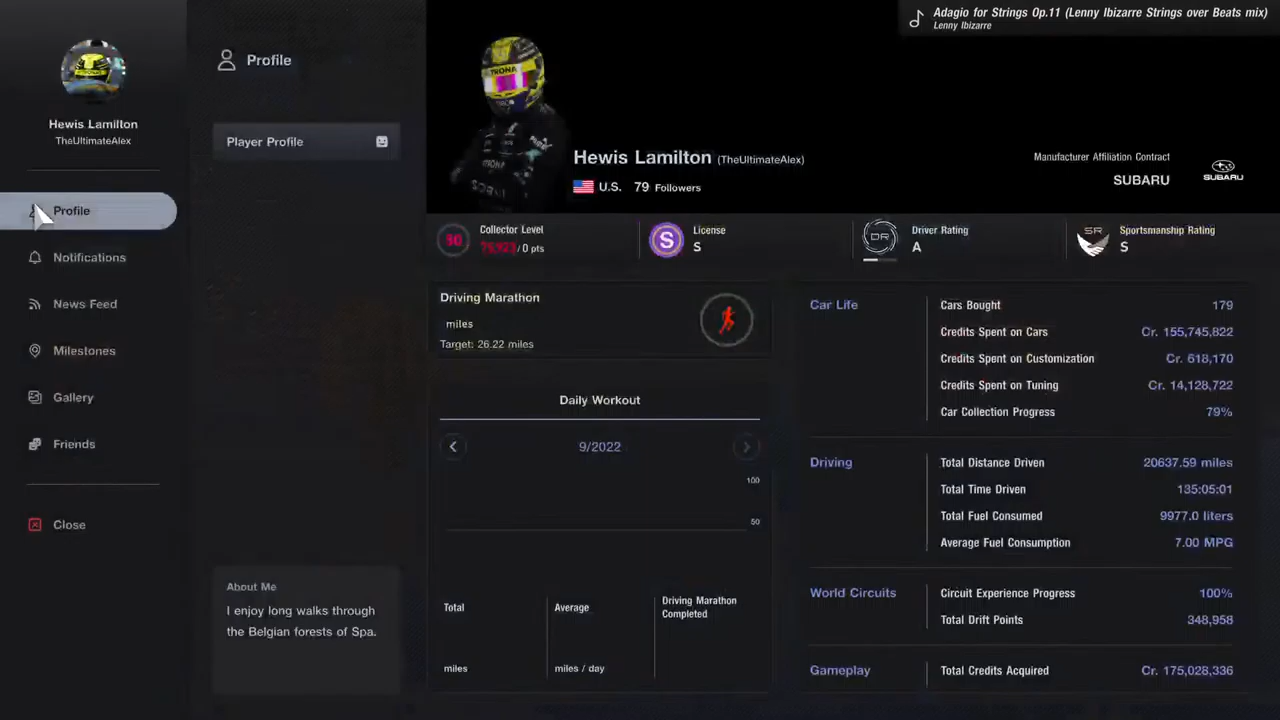 Adagio for Strings Op.11 (Lenny Ibizarre Strings over Beats mix)
Lenny Ibizarre
Hewis Lamilton
TheUltimateAlex
Profile
Notifications
News Feed
Milestones
Gallery
Friends
Close
Profile
Player Profile
About Me
I enjoy long walks through
the Belgian forests of Spa.
Hewis Lamilton (TheUltimateAlex)
U.S. 79 Followers
Manufacturer Affiliation Contract
SUBARU
SUBARU
Collector Level
/ 0 pts
S
License
S
DR
Driver Rating
A
SR
Sportsmanship Rating
S
Driving Marathon
miles
Target: 26.22 miles
Daily Workout
9/2022
100
50
Total
miles
Average
miles / day
Driving Marathon
Completed
Car Life
Cars Bought 179
Credits Spent on Cars Cr. 155,745,822
Credits Spent on Customization Cr. 618,170
Credits Spent on Tuning Cr. 14,128,722
Car Collection Progress 79%
Driving
Total Distance Driven 20637.59 miles
Total Time Driven 135:05:01
Total Fuel Consumed 9977.0 liters
Average Fuel Consumption 7.00 MPG
World Circuits
Circuit Experience Progress 100%
Total Drift Points 348,958
Gameplay
Total Credits Acquired Cr. 175,028,336